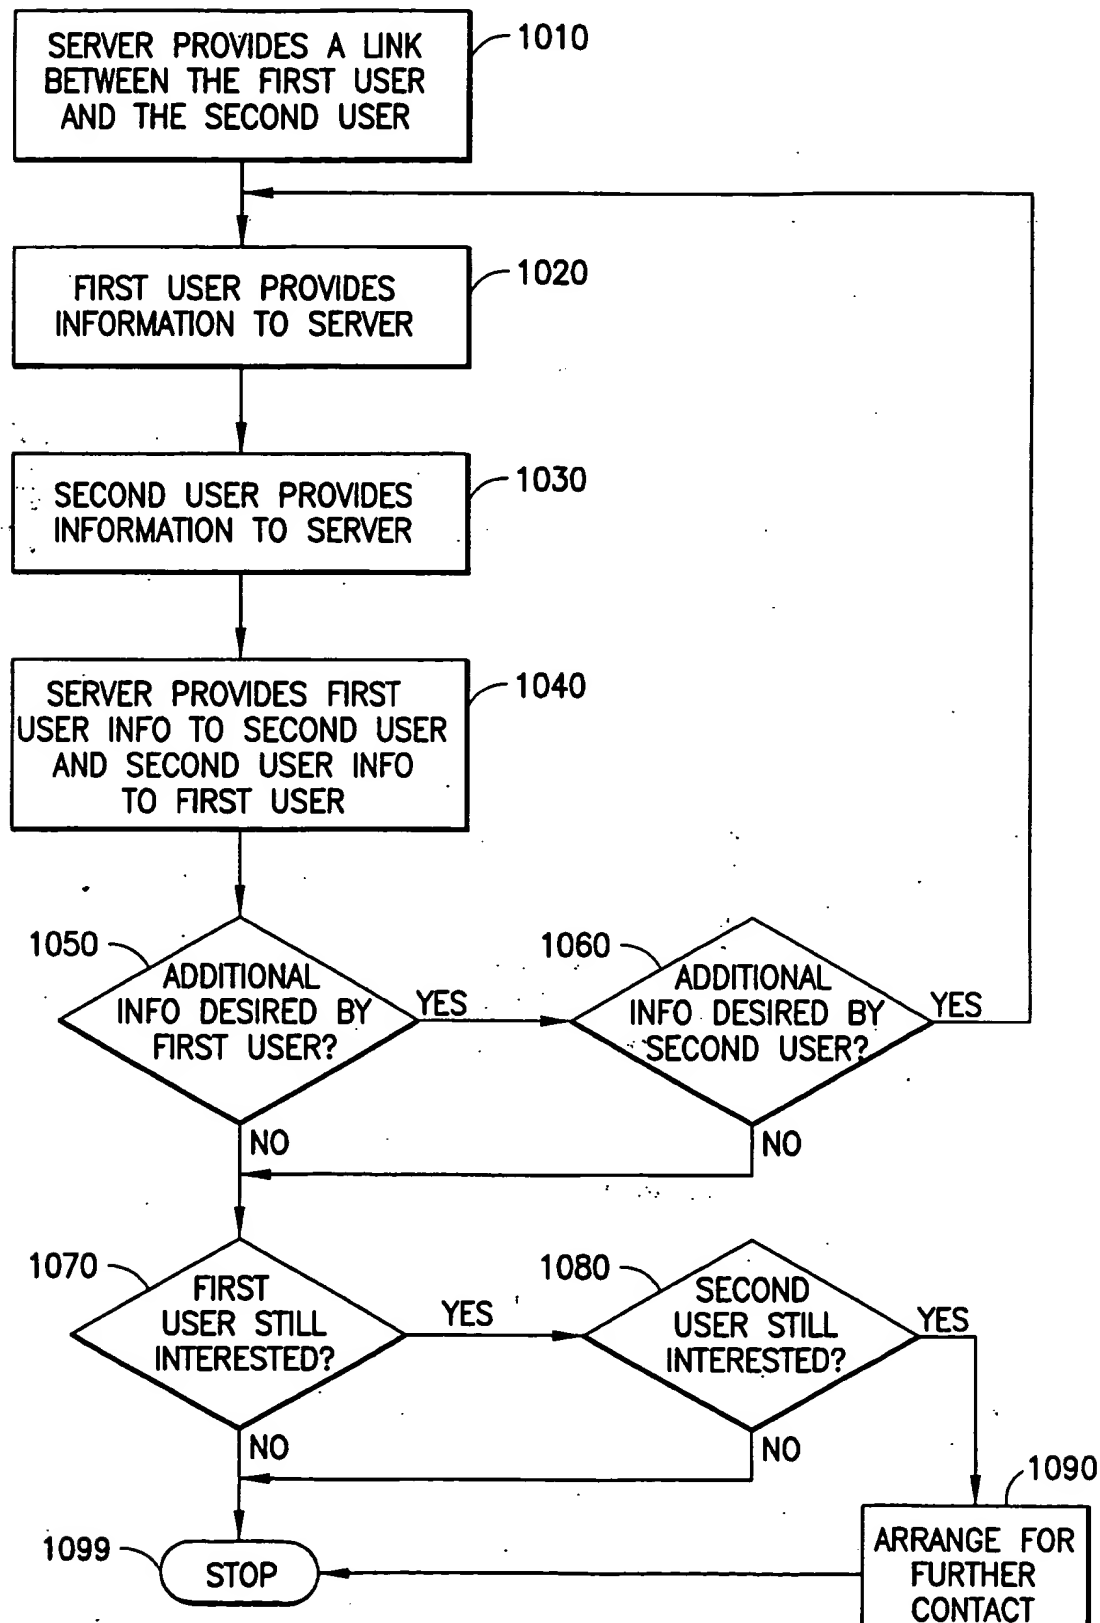 SERVER PROVIDES A LINK
BETWEEN THE FIRST USER
AND THE SECOND USER
1010
FIRST USER PROVIDES
INFORMATION TO SERVER
1020
SECOND USER PROVIDES
INFORMATION TO SERVER
1030
SERVER PROVIDES FIRST
USER INFO TO SECOND USER
AND SECOND USER INFO
TO FIRST USER
1040
1050
ADDITIONAL
INFO DESIRED BY
FIRST USER?
YES
NO
1060
ADDITIONAL
INFO DESIRED BY
SECOND USER?
YES
NO
1070
FIRST
USER STILL
INTERESTED?
YES
NO
1080
SECOND
USER STILL
INTERESTED?
YES
NO
1090
ARRANGE FOR
FURTHER
CONTACT
1099
STOP